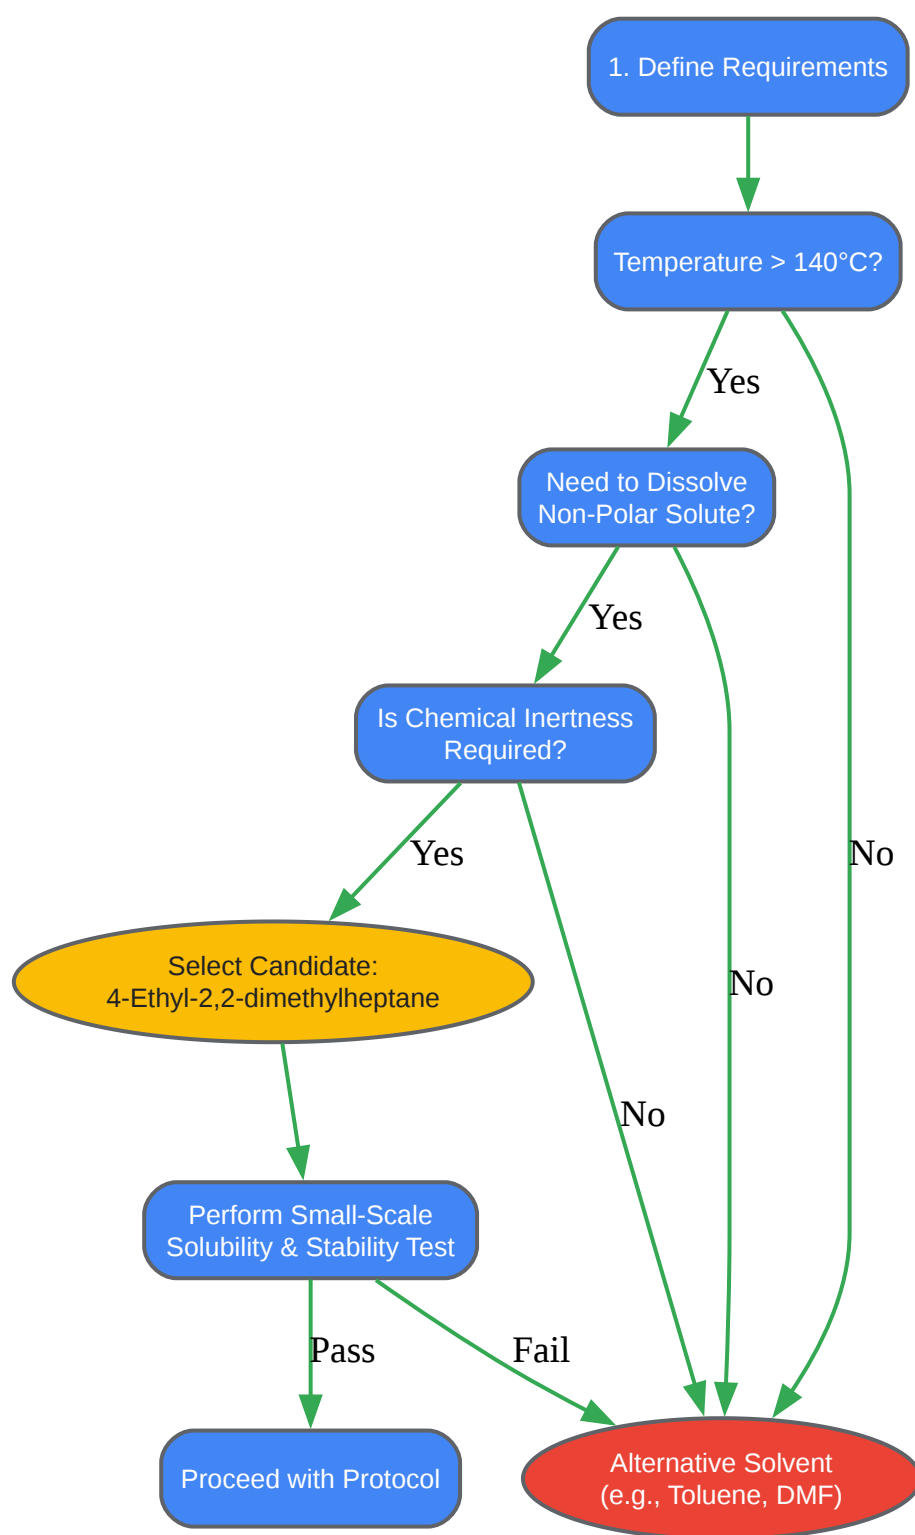 1. Define Requirements
Temperature > 140°C?
Yes
Need to Dissolve
Non-Polar Solute?
Yes
Is Chemical Inertness
Required?
Yes
No
Select Candidate:
4-Ethyl-2,2-dimethylheptane
No
No
Perform Small-Scale
Solubility & Stability Test
Pass
Fail
Proceed with Protocol
Alternative Solvent
(e.g., Toluene, DMF)